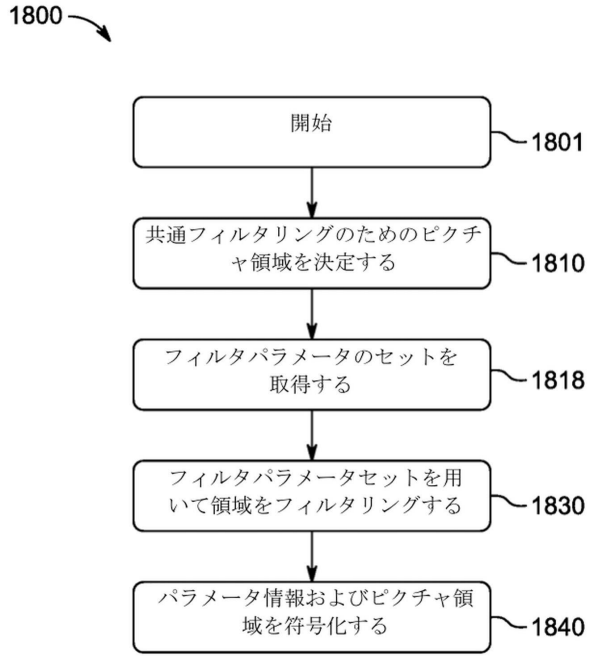 1800
開始
1801
共通フィルタリングのためのピクチ
ャ領域を決定する
1810
フィルタパラメータのセットを
取得する
1818
フィルタパラメータセットを用
いて領域をフィルタリングする
1830
パラメータ情報およびピクチャ領
域を符号化する
1840